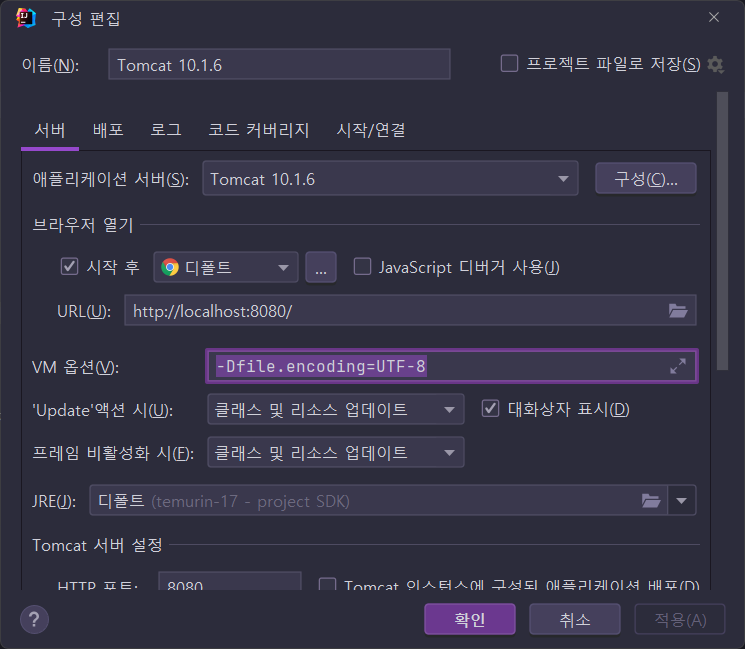 구성 편집
이름(N): Tomcat 10.1.6 프로젝트 파일로 저장(S)
서버 배포 로그 코드 커버리지 시작/연결
애플리케이션 서버(S): Tomcat 10.1.6 구성(C)...
브라우저 열기
시작 후 디폴트 ... JavaScript 디버거 사용(J)
URL(U): http://localhost:8080/
VM 옵션(V): -Dfile.encoding=UTF-8
'Update'액션 시(U): 클래스 및 리소스 업데이트 대화상자 표시(D)
프레임 비활성화 시(F): 클래스 및 리소스 업데이트
JRE(J): 디폴트 (temurin-17 - project SDK)
Tomcat 서버 설정
HTTP 포트: 8080 Tomcat 인스턴스에 구성된 애플리케이션 배포(D)
? 확인 취소 적용(A)